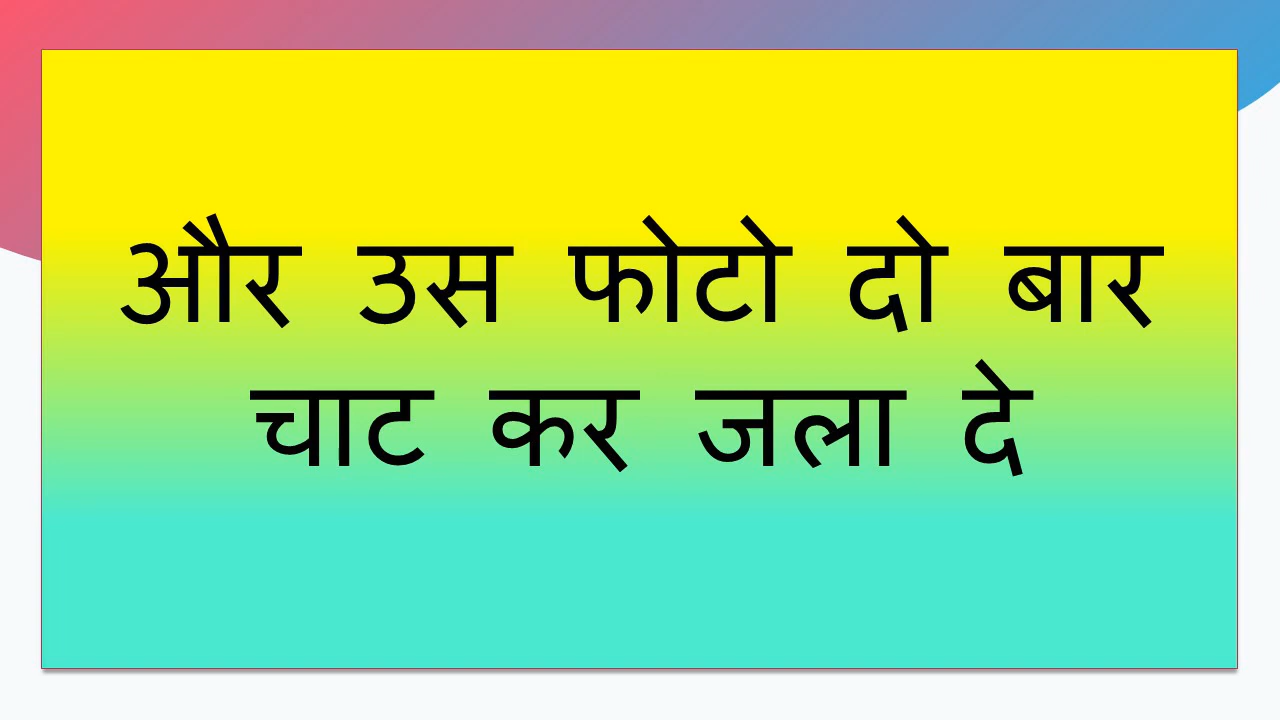 और उस फोटो दो बार
चाट कर जला दे